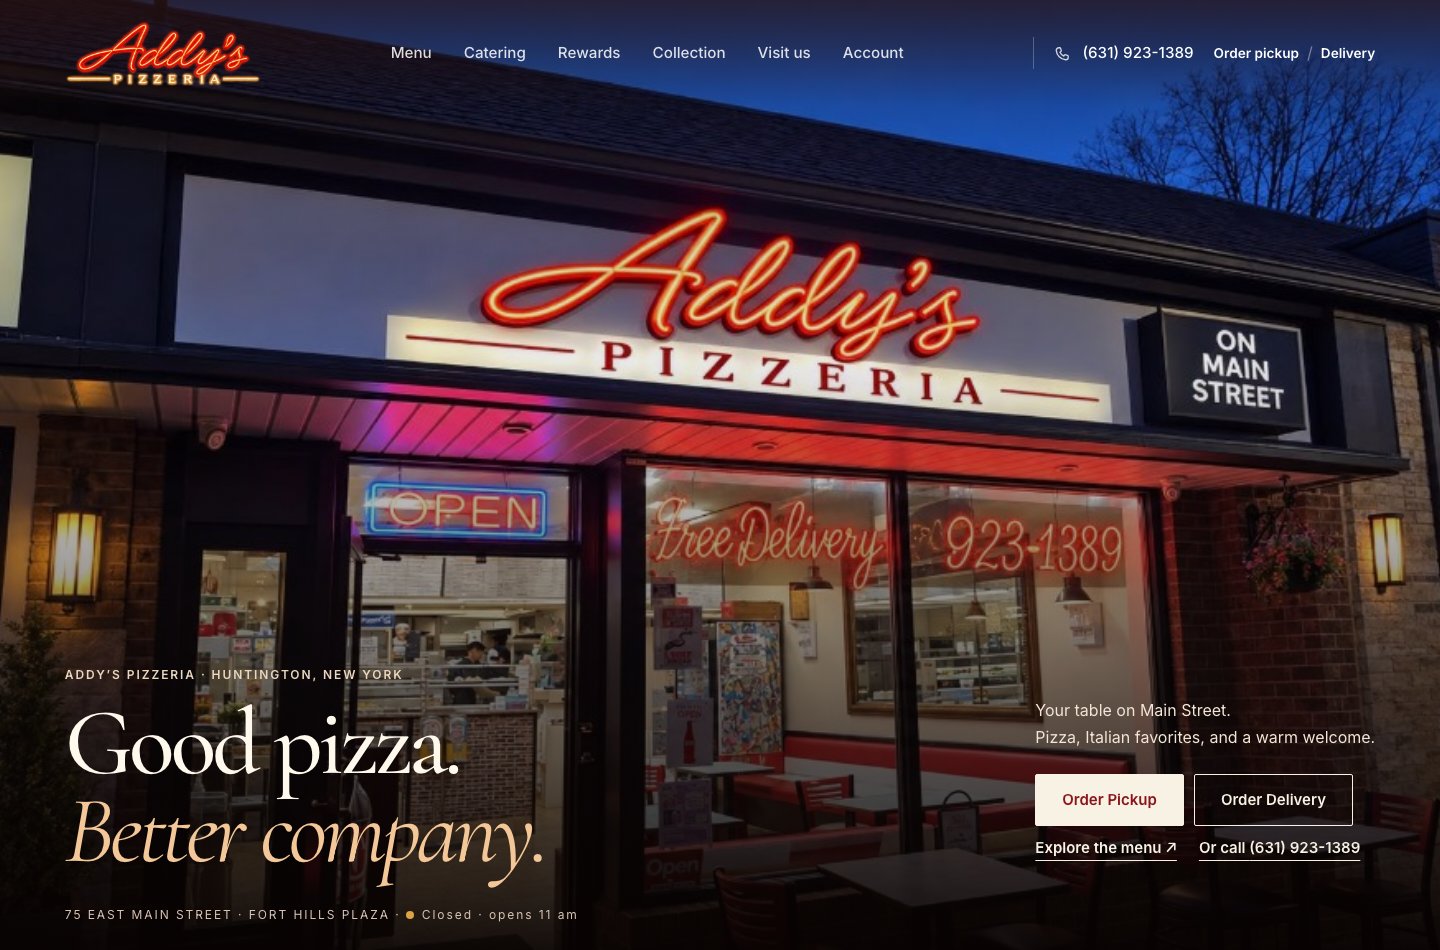 Addy's
PIZZERIA
Menu
Catering
Rewards
Collection
Visit us
Account
(631) 923-1389
Order pickup / Delivery
Addy's
PIZZERIA
ON
MAIN
STREET
OPEN
Free Delivery
923-1389
Open
ADDY'S PIZZERIA · HUNTINGTON, NEW YORK
Good pizza.
Better company.
75 EAST MAIN STREET · FORT HILLS PLAZA · Closed · opens 11 am
Your table on Main Street.
Pizza, Italian favorites, and a warm welcome.
Order Pickup
Order Delivery
Explore the menu ↗
Or call (631) 923-1389